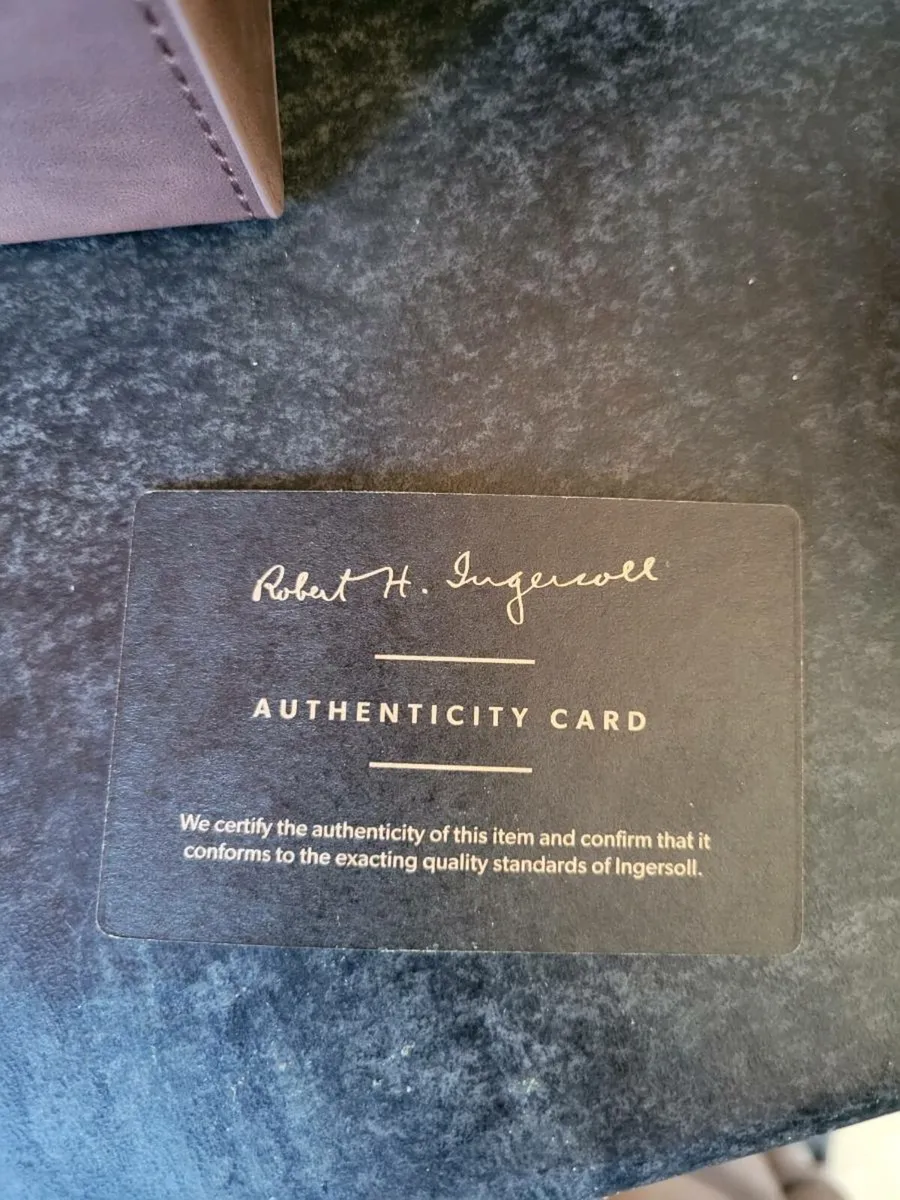 Robert H. Ingersoll
AUTHENTICITY CARD
We certify the authenticity of this item and confirm that it
conforms to the exacting quality standards of Ingersoll.